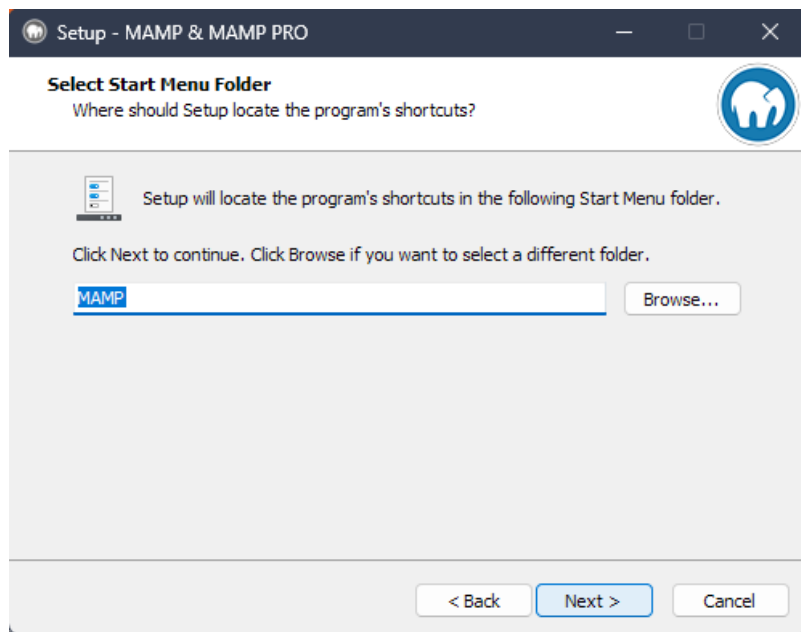 Setup - MAMP & MAMP PRO
Select Start Menu Folder
Where should Setup locate the program's shortcuts?
Setup will locate the program's shortcuts in the following Start Menu folder.
Click Next to continue. Click Browse if you want to select a different folder.
MAMP
Browse...
< Back
Next >
Cancel